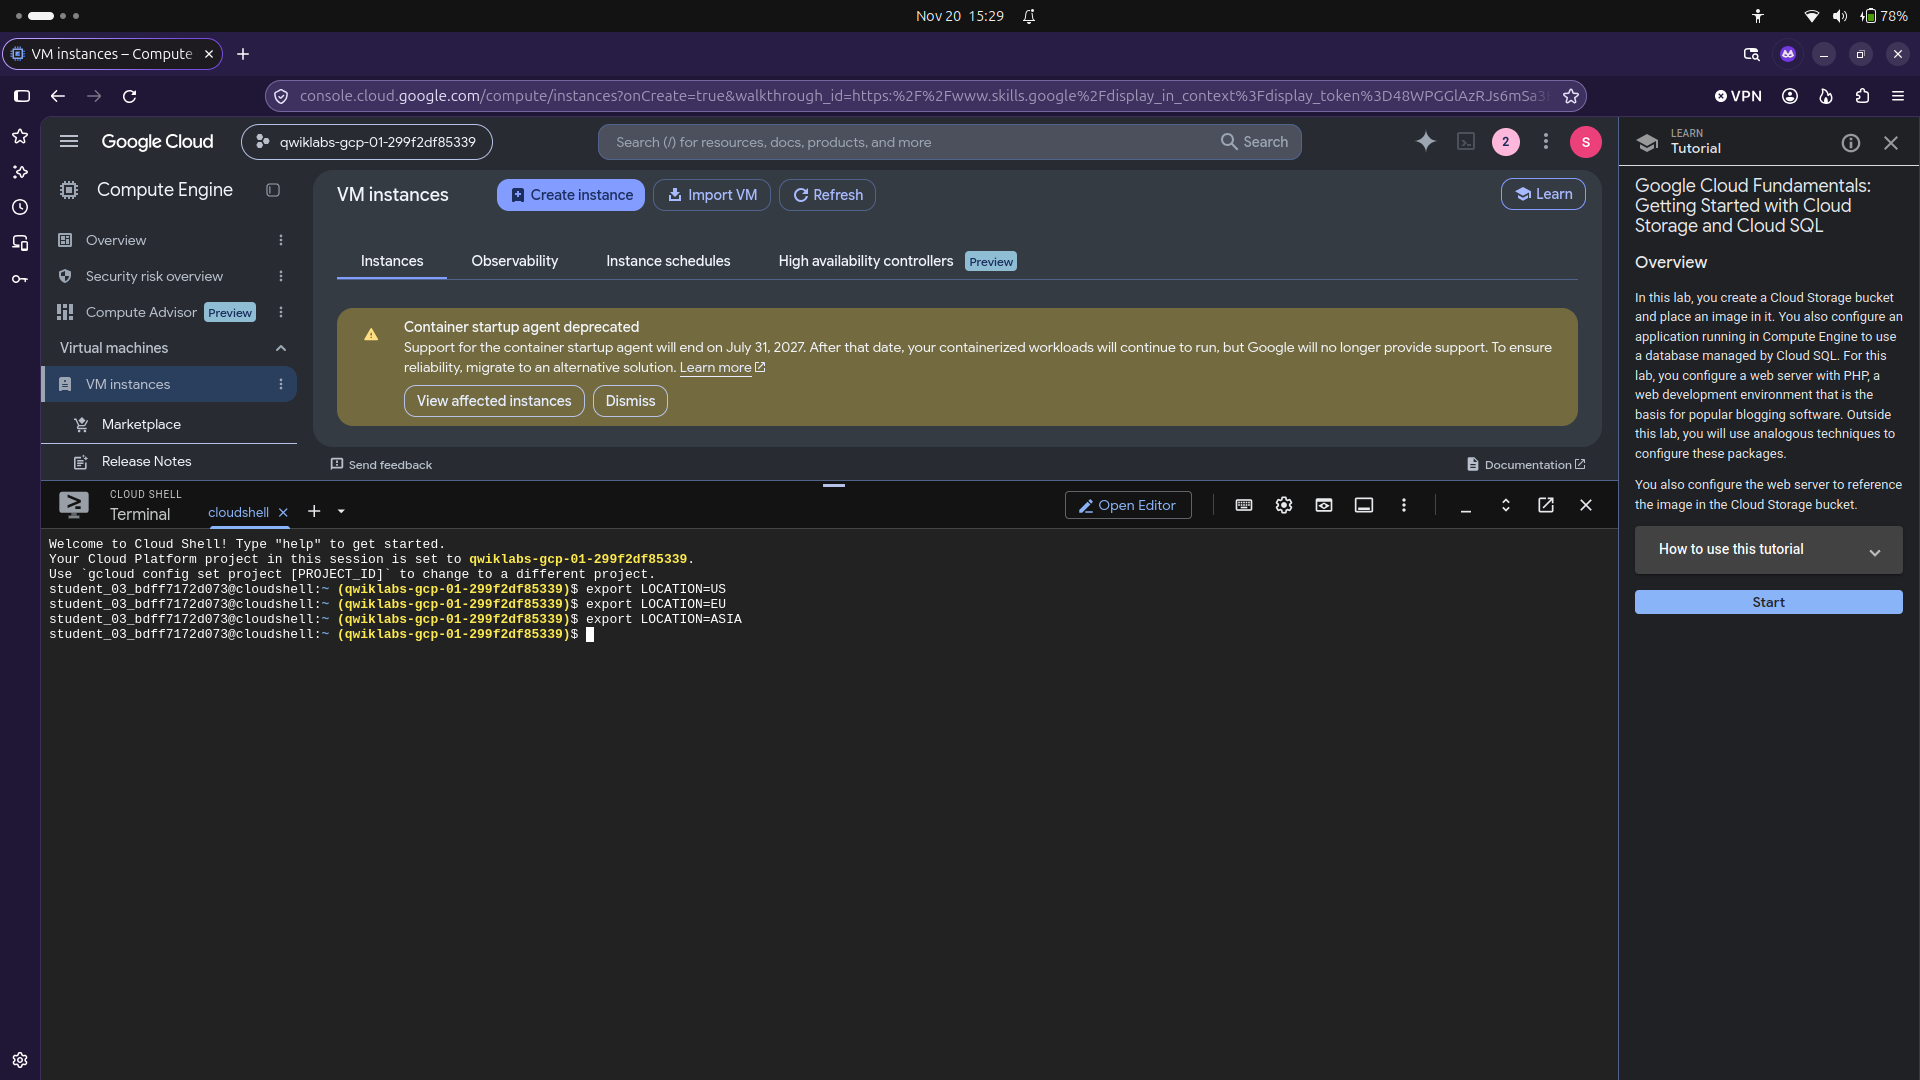 Nov 20 15:29
78%
VM instances – Compute
VPN
console.cloud.google.com/compute/instances?onCreate=true&walkthrough_id=https:%2F%2Fwww.skills.google%2Fdisplay_in_context%3Fdisplay_token%3D48WPGGlAzRJs6mSa3
Google Cloud
qwiklabs-gcp-01-299f2df85339
Search (/) for resources, docs, products, and more
Search
2
S
Compute Engine
Overview
Security risk overview
Compute Advisor Preview
Virtual machines
VM instances
Marketplace
Release Notes
VM instances
Create instance
Import VM
Refresh
Learn
Instances
Observability
Instance schedules
High availability controllers Preview
Container startup agent deprecated
Support for the container startup agent will end on July 31, 2027. After that date, your containerized workloads will continue to run, but Google will no longer provide support. To ensure
reliability, migrate to an alternative solution. Learn more
View affected instances
Dismiss
Send feedback
Documentation
CLOUD SHELL
Terminal
cloudshell
Open Editor
Welcome to Cloud Shell! Type "help" to get started.
Your Cloud Platform project in this session is set to qwiklabs-gcp-01-299f2df85339.
Use `gcloud config set project [PROJECT_ID]` to change to a different project.
student_03_bdff7172d073@cloudshell:~ (qwiklabs-gcp-01-299f2df85339)$ export LOCATION=US
student_03_bdff7172d073@cloudshell:~ (qwiklabs-gcp-01-299f2df85339)$ export LOCATION=EU
student_03_bdff7172d073@cloudshell:~ (qwiklabs-gcp-01-299f2df85339)$ export LOCATION=ASIA
student_03_bdff7172d073@cloudshell:~ (qwiklabs-gcp-01-299f2df85339)$
LEARN
Tutorial
Google Cloud Fundamentals:
Getting Started with Cloud
Storage and Cloud SQL
Overview
In this lab, you create a Cloud Storage bucket
and place an image in it. You also configure an
application running in Compute Engine to use
a database managed by Cloud SQL. For this
lab, you configure a web server with PHP, a
web development environment that is the
basis for popular blogging software. Outside
this lab, you will use analogous techniques to
configure these packages.
You also configure the web server to reference
the image in the Cloud Storage bucket.
How to use this tutorial
Start